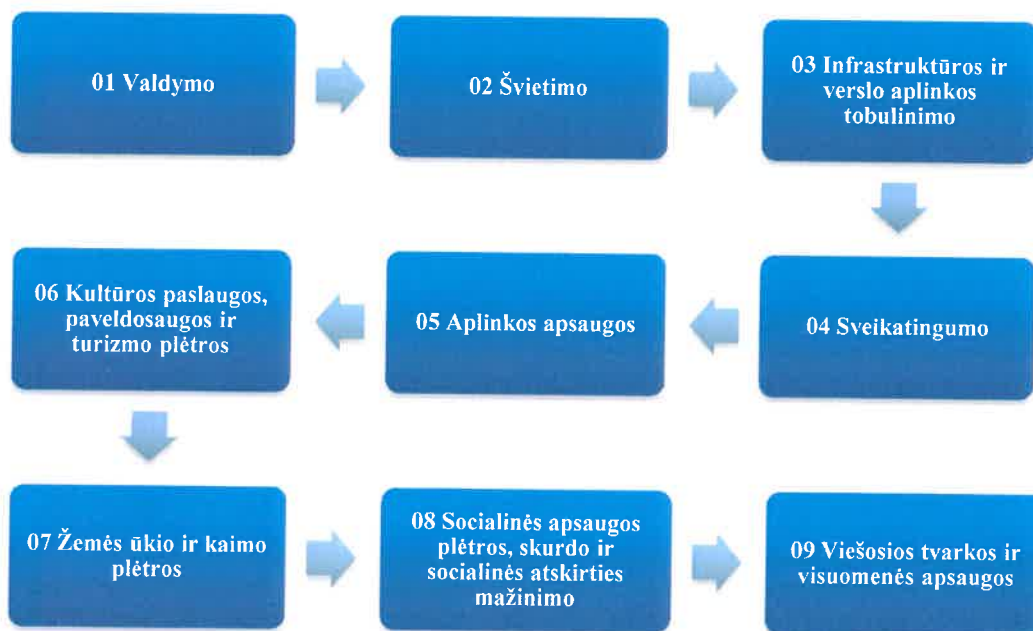 01 Valdymo
02 Švietimo
03 Infrastruktūros ir
verslo aplinkos
tobulinimo
04 Sveikatingumo
05 Aplinkos apsaugos
06 Kultūros paslaugos,
paveldosaugos ir
turizmo plėtros
07 Žemės ūkio ir kaimo
plėtros
08 Socialinės apsaugos
plėtros, skurdo ir
socialinės atskirties
mažinimo
09 Viešosios tvarkos ir
visuomenės apsaugos